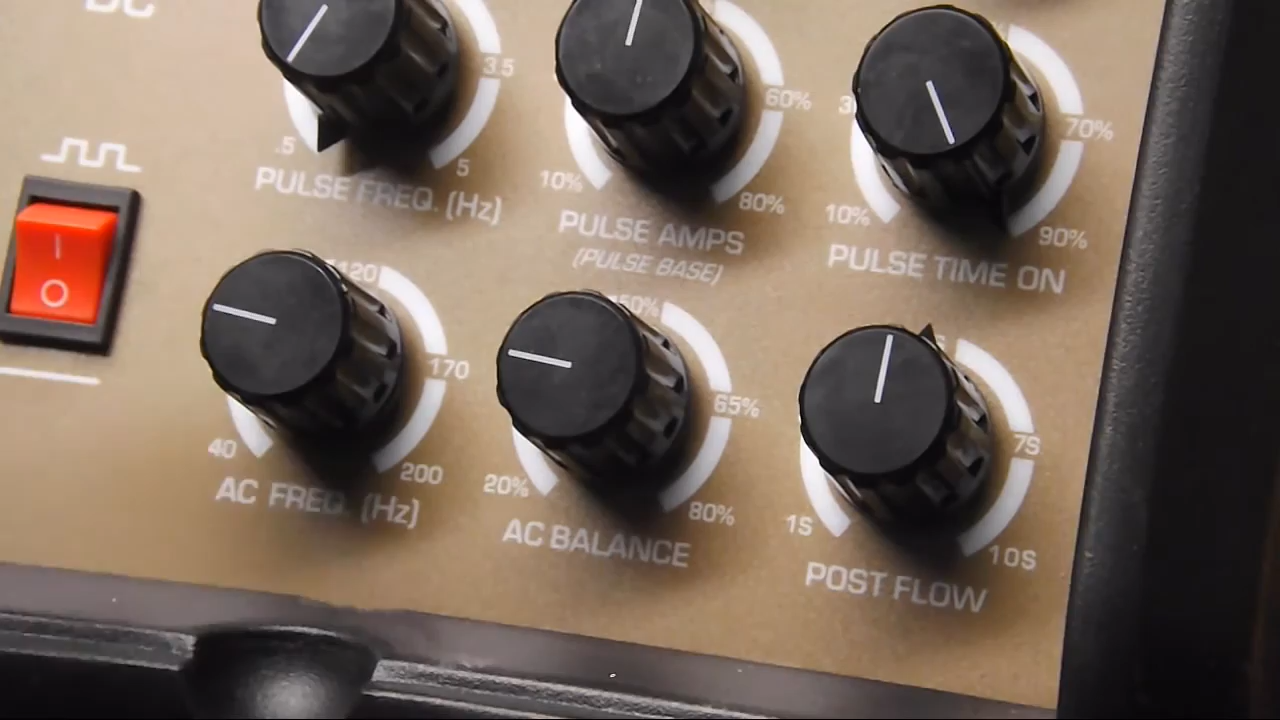 DC
3.5
.5
5
PULSE FREQ. (Hz)
60%
10%
80%
PULSE AMPS
(PULSE BASE)
70%
10%
90%
PULSE TIME ON
I
O
120
170
40
200
AC FREQ. (Hz)
50%
65%
20%
80%
AC BALANCE
7S
1S
10S
POST FLOW